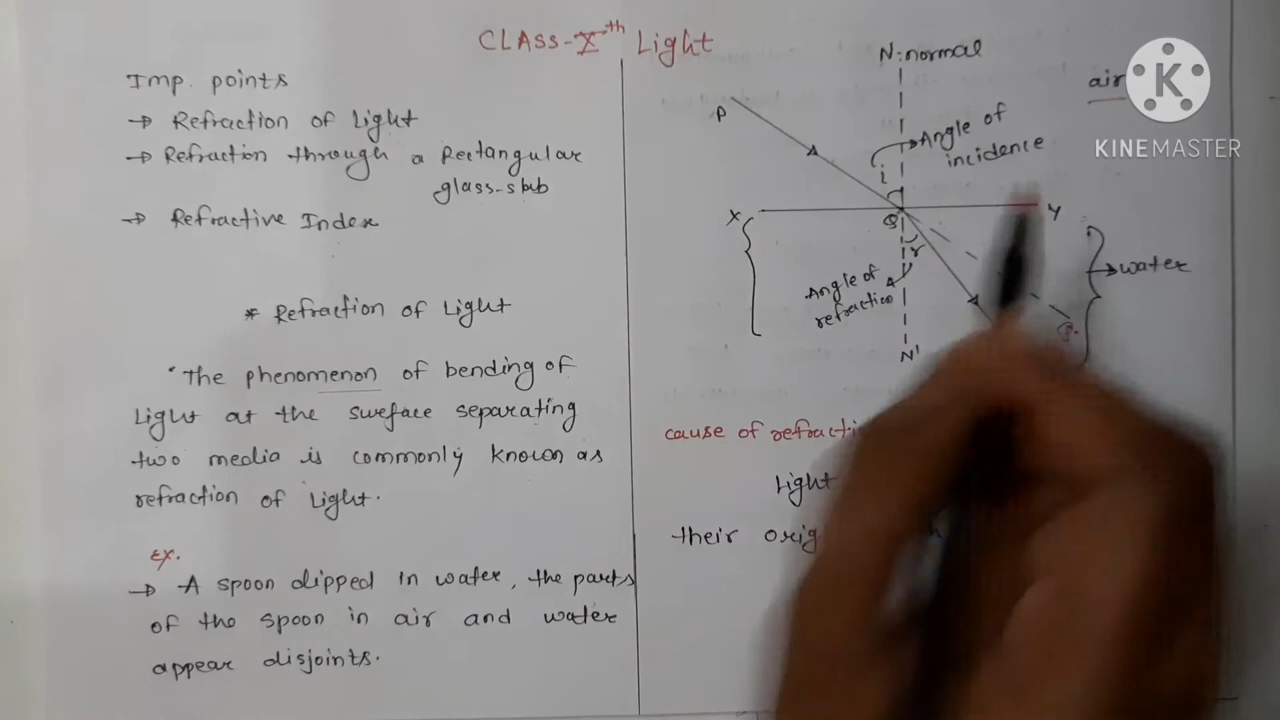 CLASS-Xth Light
Imp. points
→ Refraction of Light
→ Refraction through a Rectangular
glass-slab
→ Refractive Index
* Refraction of Light
The phenomenon of bending of
Light at the sweface separating
two media is commonly known as
refraction of Light.
Ex.
→ A spoon dipped in water, the parts
of the spoon in air and water
appear disjoints.
N:normal
air
P
Angle of
incidence
i
X
Q
Y
r
Angle of
refraction
water
N'
cause of refracti
Light
their orig
K
KINEMASTER